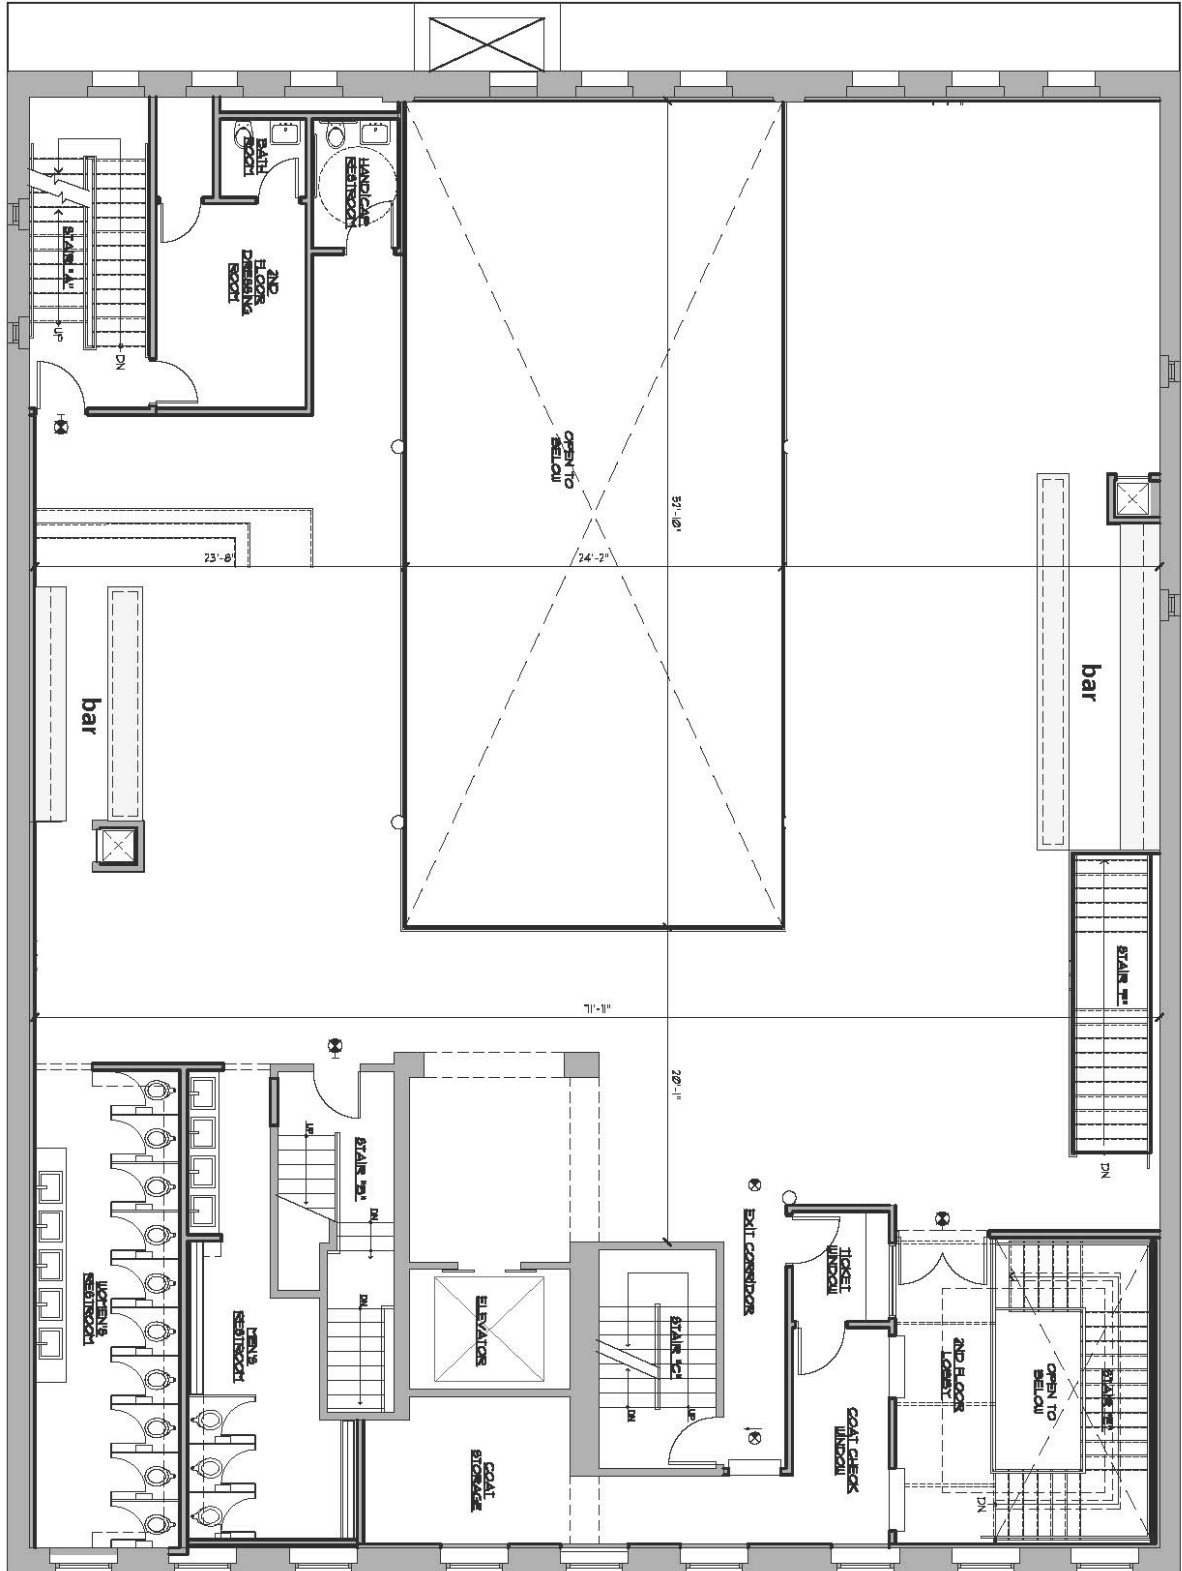 BATH
ROOM
HANDICAP
RESTROOM
STAIR "A"
UP
DN
2ND
FLOOR
DRESSING
ROOM
OPEN TO
BELOW
52'-10"
23'-8"
24'-2"
bar
bar
STAIR "F"
DN
71'-11"
20'-1"
UP
STAIR "B"
DN
DN
EXIT CORRIDOR
TICKET
WINDOW
ELEVATOR
STAIR "C"
UP
DN
WOMEN'S
RESTROOM
MEN'S
RESTROOM
2ND FLOOR
LOBBY
OPEN TO
BELOW
STAIR "E"
DN
COAT CHECK
WINDOW
COAT
STORAGE